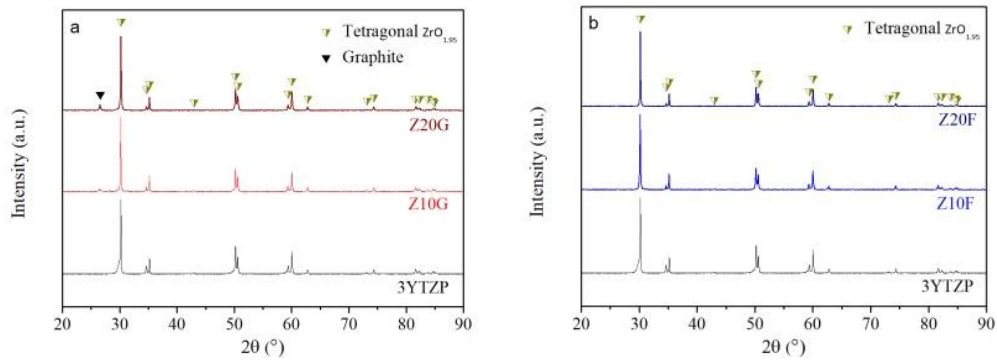 a
Tetragonal ZrO1.95
Graphite
Z20G
Z10G
3YTZP
Intensity (a.u.)
20 30 40 50 60 70 80 90
2θ (°)
b
Tetragonal ZrO1.95
Z20F
Z10F
3YTZP
Intensity (a.u.)
20 30 40 50 60 70 80 90
2θ (°)